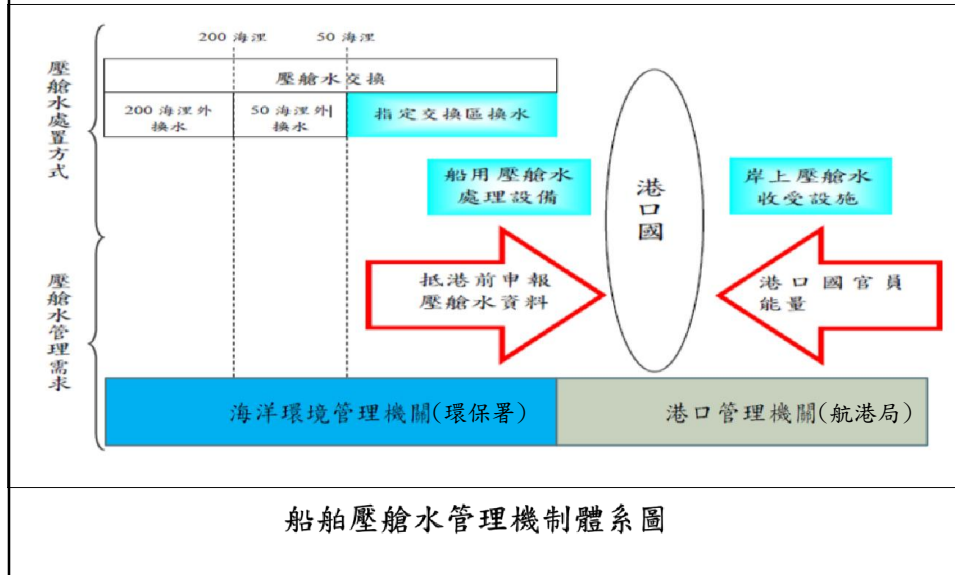 200 海浬
50 海浬
壓艙水處置方式
壓艙水交換
200 海浬外
換水
50 海浬外
換水
指定交換區換水
船用壓艙水
處理設備
港口國
岸上壓艙水
收受設施
壓艙水管理需求
抵港前申報
壓艙水資料
港口國官員
能量
海洋環境管理機關(環保署)
港口管理機關(航港局)
船舶壓艙水管理機制體系圖